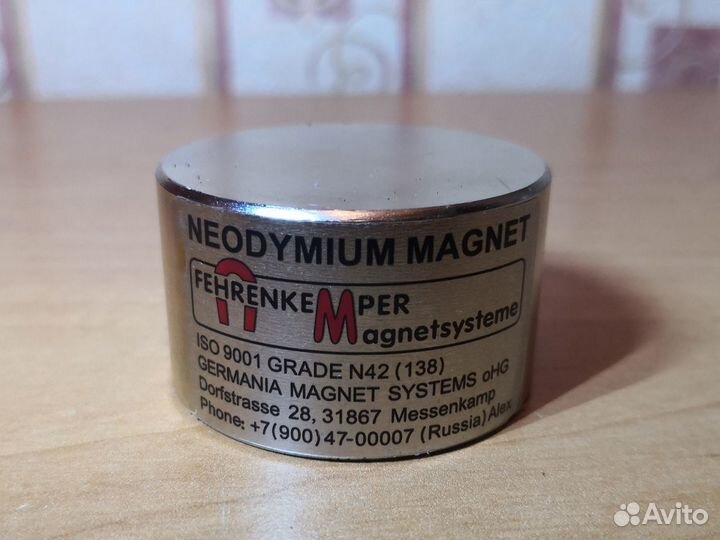 NEODYMIUM MAGNET
FEHRENKEMPER
Magnetsysteme
ISO 9001 GRADE N42 (138)
GERMANIA MAGNET SYSTEMS oHG
Dorfstrasse 28, 31867 Messenkamp
Phone: +7(900)47-00007 (Russia) Alex.
Avito